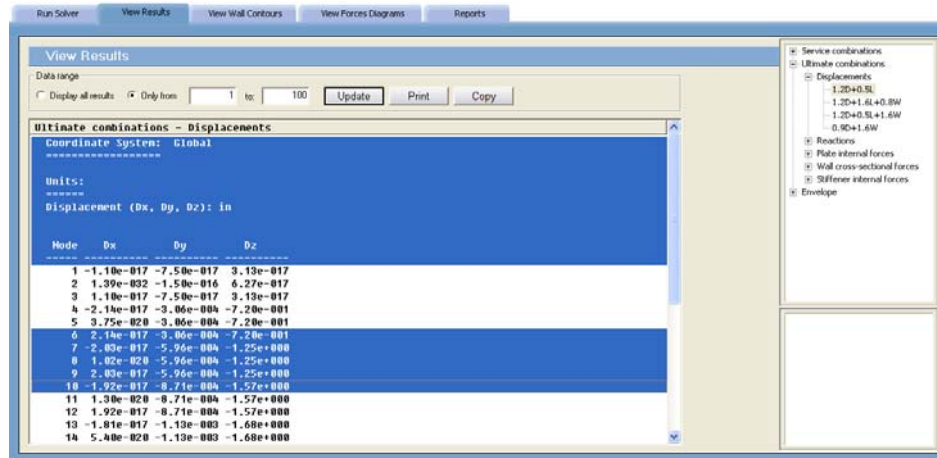 Run Solver View Results View Wall Contours View Forces Diagrams Reports
View Results
Data range
Display all results Only from 1 to: 100 Update Print Copy
Ultimate combinations - Displacements
Coordinate System: Global
===================
Units:
======
Displacement (Dx, Dy, Dz): in
Node Dx Dy Dz
----- ---------- ---------- ----------
1 -1.10e-017 -7.50e-017 3.13e-017
2 1.39e-032 -1.50e-016 6.27e-017
3 1.10e-017 -7.50e-017 3.13e-017
4 -2.14e-017 -3.06e-004 -7.20e-001
5 3.75e-020 -3.06e-004 -7.20e-001
6 2.14e-017 -3.06e-004 -7.20e-001
7 -2.03e-017 -5.96e-004 -1.25e+000
8 1.02e-020 -5.96e-004 -1.25e+000
9 2.03e-017 -5.96e-004 -1.25e+000
10 -1.92e-017 -8.71e-004 -1.57e+000
11 1.30e-020 -8.71e-004 -1.57e+000
12 1.92e-017 -8.71e-004 -1.57e+000
13 -1.81e-017 -1.13e-003 -1.68e+000
14 5.40e-020 -1.13e-003 -1.68e+000
Service combinations
Ultimate combinations
Displacements
1.2D+0.5L
1.2D+1.6L+0.8W
1.2D+0.5L+1.6W
0.9D+1.6W
Reactions
Plate internal forces
Wall cross-sectional forces
Stiffener internal forces
Envelope